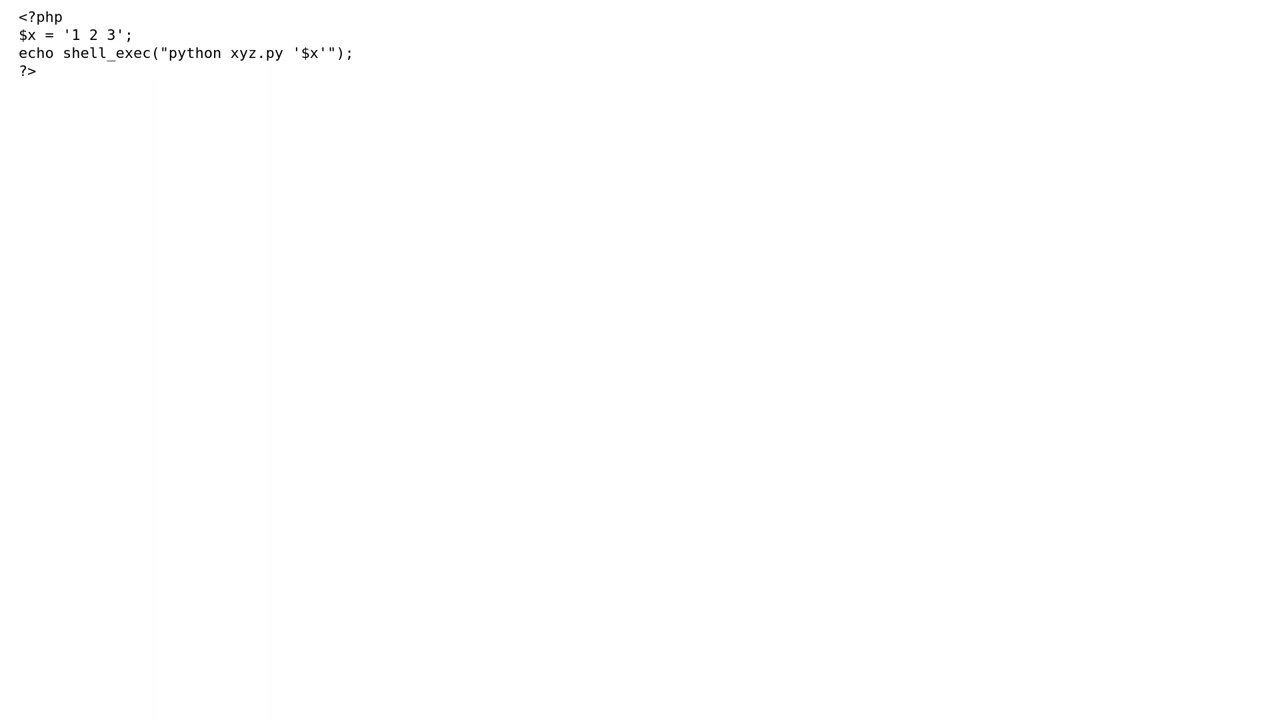 <?php
$x = '1 2 3';
echo shell_exec("python xyz.py '$x'");
?>